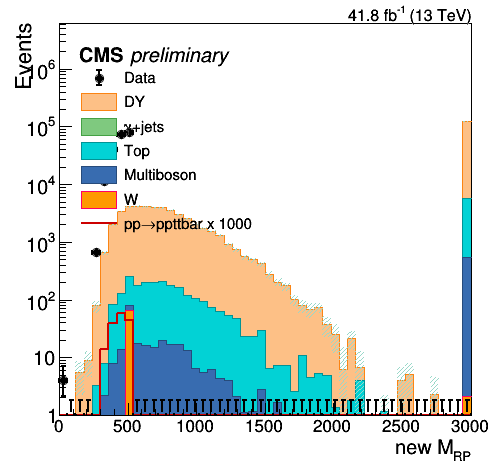 41.8 fb⁻¹ (13 TeV)
Events
CMS preliminary
Data
DY
γ+jets
Top
Multiboson
W
pp→ppttbar x 1000
10⁶
10⁵
10⁴
10³
10²
10
1
0 500 1000 1500 2000 2500 3000
new M_RP